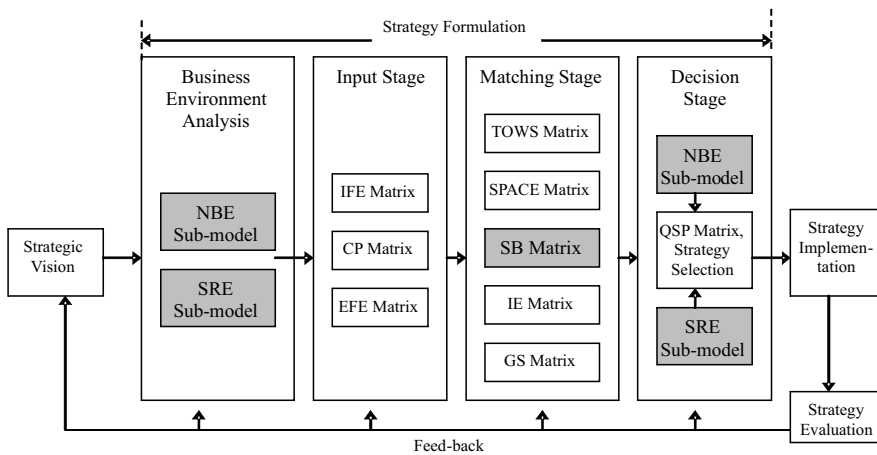 Strategy Formulation
Business
Environment
Analysis
NBE
Sub-model
SRE
Sub-model
Input Stage
IFE Matrix
CP Matrix
EFE Matrix
Matching Stage
TOWS Matrix
SPACE Matrix
SB Matrix
IE Matrix
GS Matrix
Decision
Stage
NBE
Sub-model
QSP Matrix,
Strategy
Selection
SRE
Sub-model
Strategic
Vision
Strategy
Implemen-
tation
Strategy
Evaluation
Feed-back